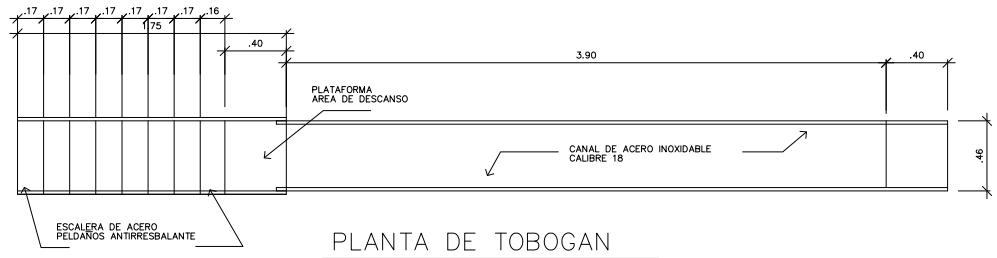 .17 .17 .17 .17 .17 .17 .17 .16
1.75
.40
3.90
.40
PLATAFORMA
AREA DE DESCANSO
CANAL DE ACERO INOXIDABLE
CALIBRE 18
.46
ESCALERA DE ACERO
PELDAÑOS ANTIRRESBALANTE
PLANTA DE TOBOGAN